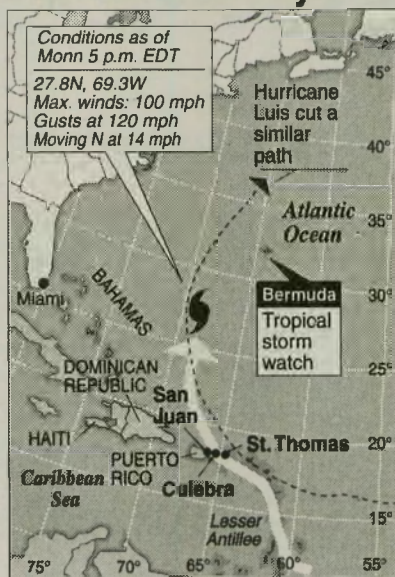 Conditions as of
Monn 5 p.m. EDT
27.8N, 69.3W
Max. winds: 100 mph
Gusts at 120 mph
Moving N at 14 mph
Hurricane
Luis cut a
similar
path
45°
40°
Atlantic
Ocean
35°
Bermuda
Tropical
storm
watch
30°
Miami
BAHAMAS
25°
DOMINICAN
REPUBLIC
San
Juan
St. Thomas
20°
HAITI
PUERTO
RICO
Caribbean
Sea
Culebra
Lesser
Antillee
15°
75°
70°
65°
60°
55°